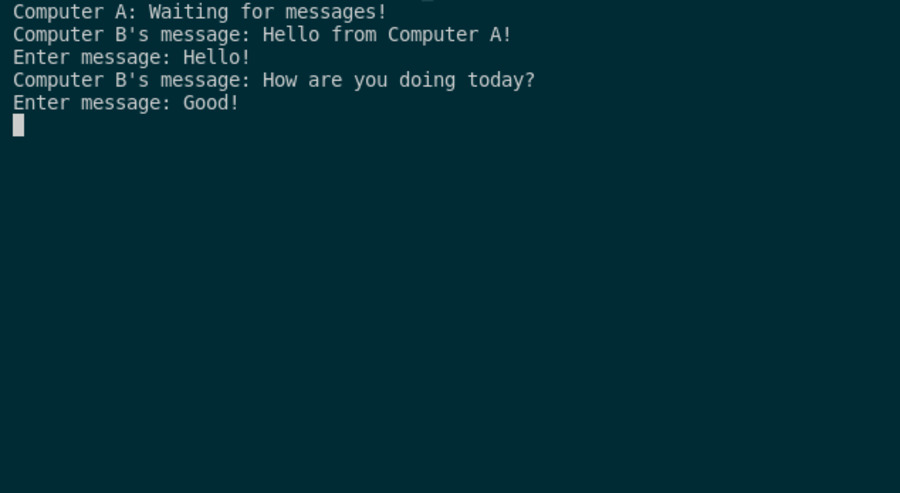 Computer A: Waiting for messages!
Computer B's message: Hello from Computer A!
Enter message: Hello!
Computer B's message: How are you doing today?
Enter message: Good!